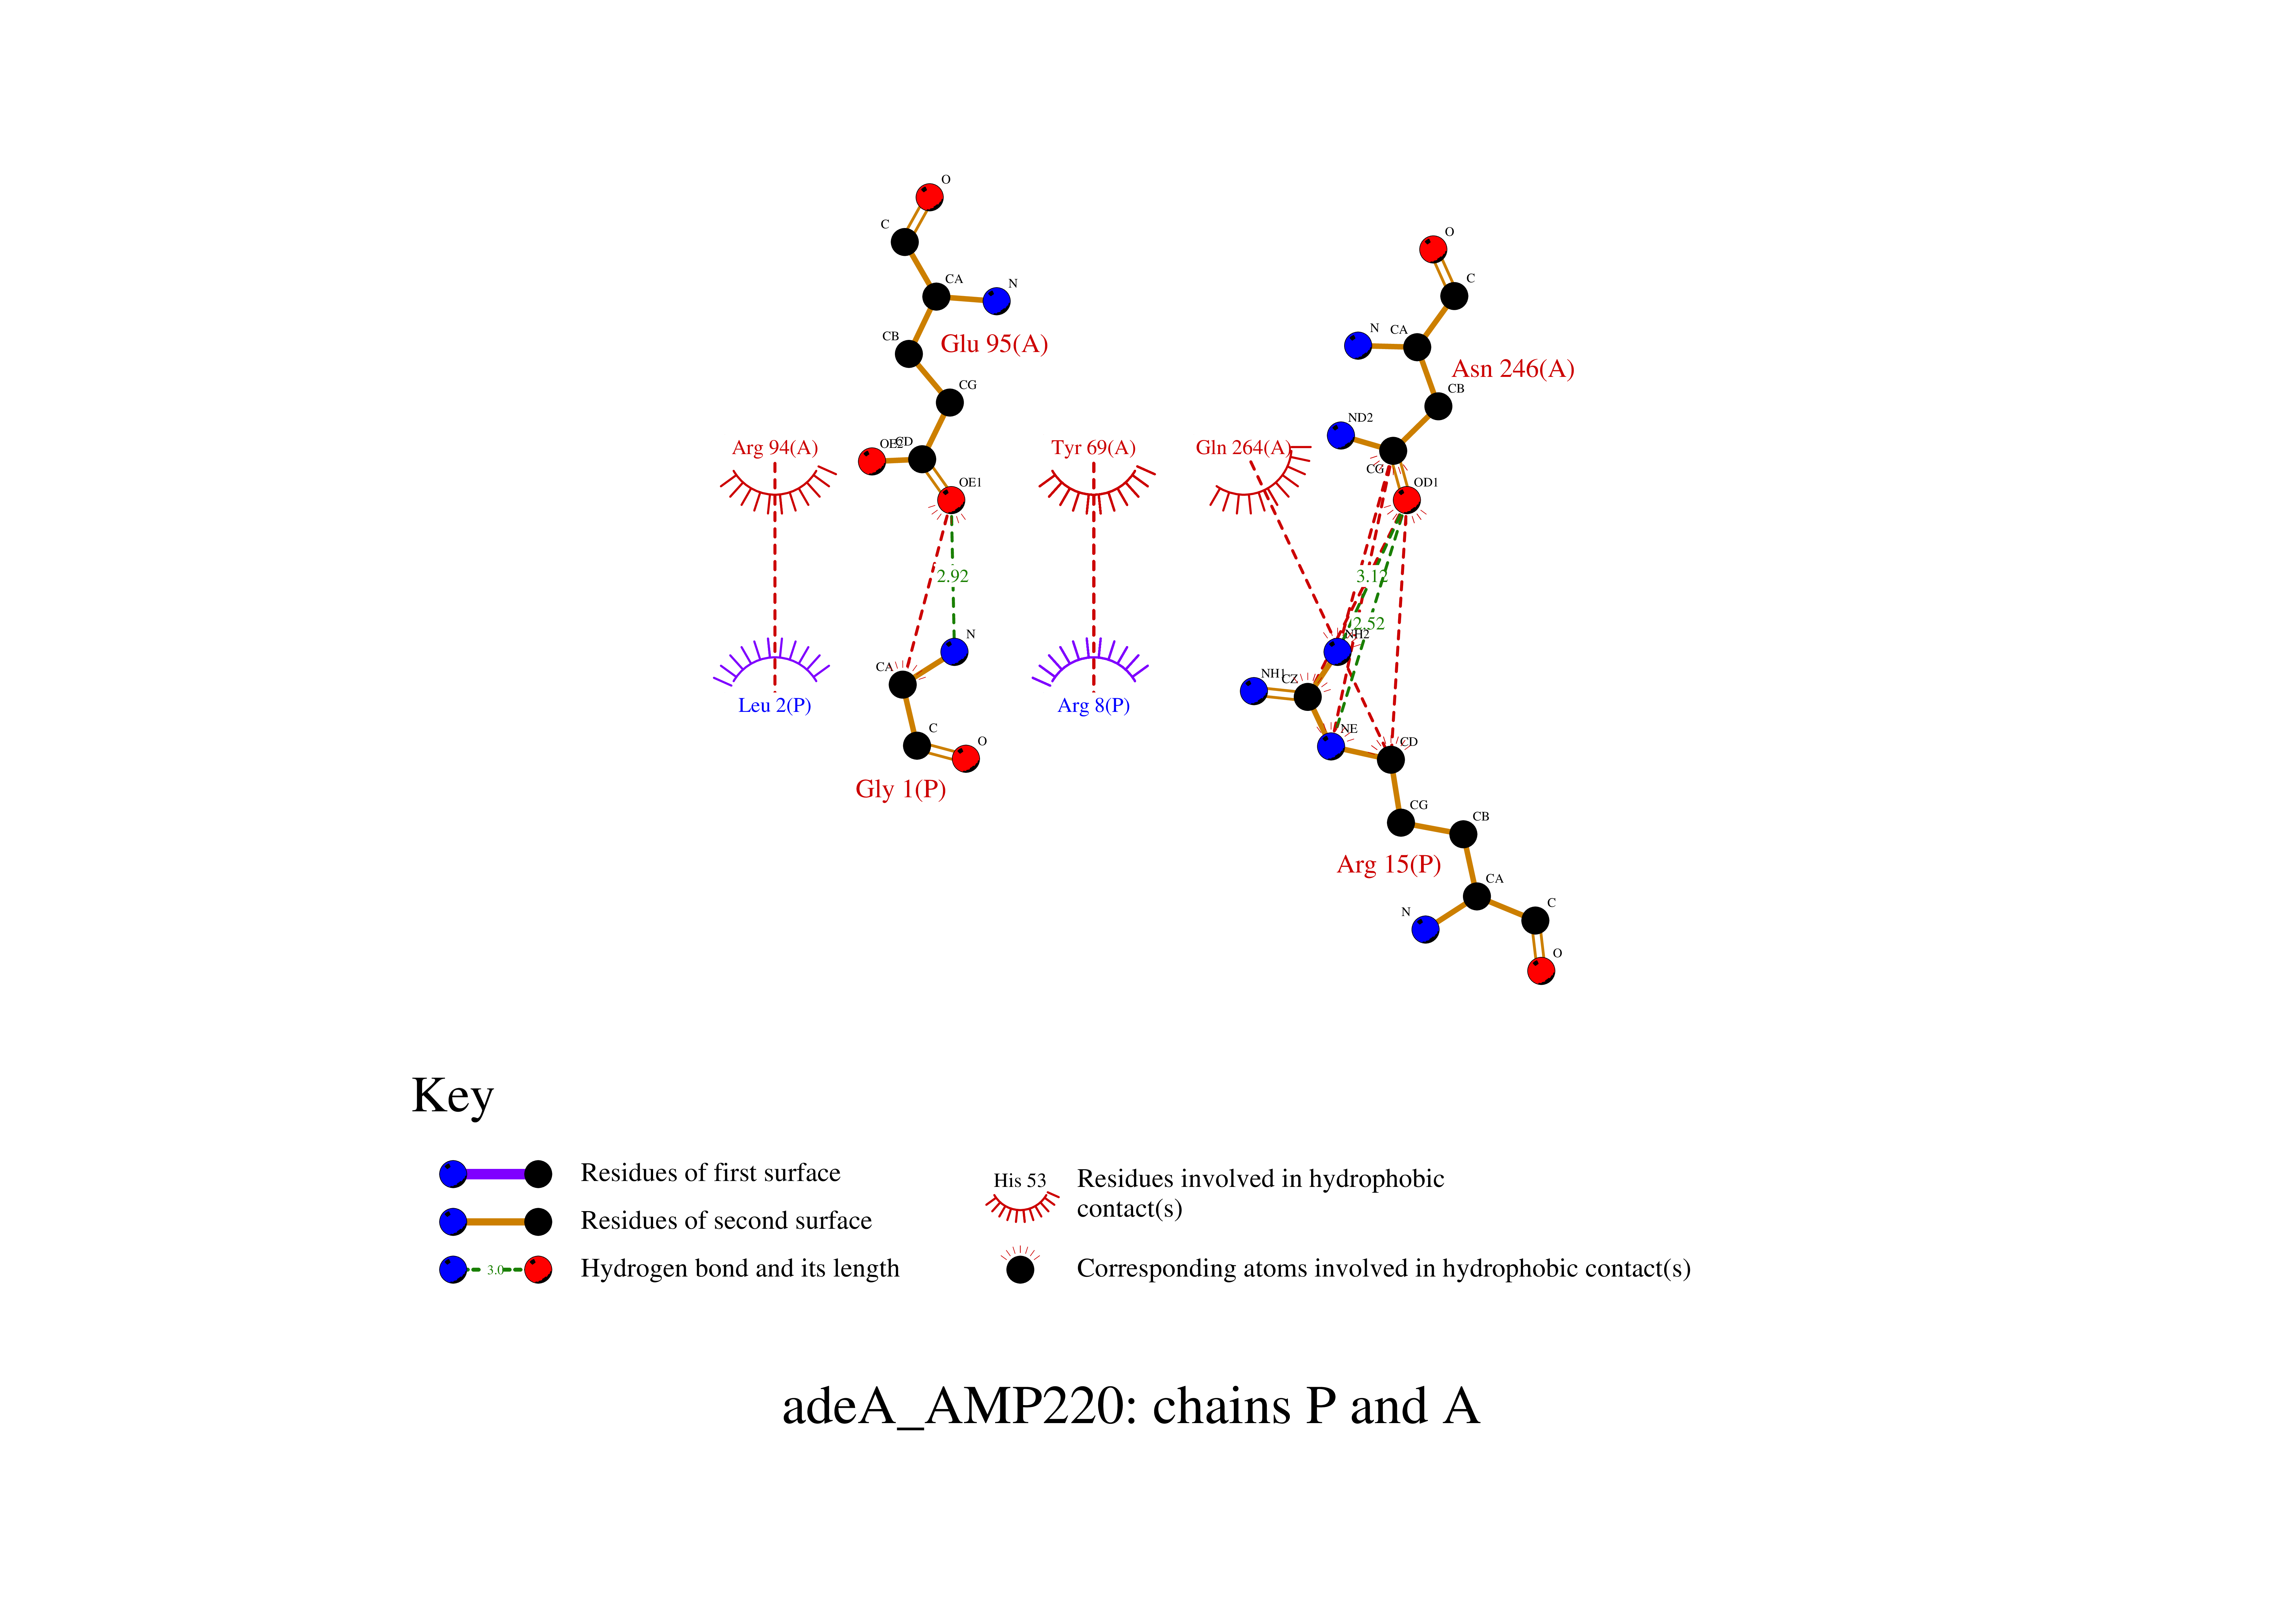 O
C
CA
N
CB
Glu 95(A)
CG
OE2
CD
OE1
Arg 94(A)
Tyr 69(A)
Gln 264(A)
O
C
N
CA
Asn 246(A)
CB
ND2
CG
OD1
2.92
3.12
2.52
N
CA
C
O
Gly 1(P)
Leu 2(P)
Arg 8(P)
NH2
NH1
CZ
NE
CD
CG
CB
Arg 15(P)
CA
N
C
O
Key
Residues of first surface
Residues of second surface
3.0
Hydrogen bond and its length
His 53
Residues involved in hydrophobic
contact(s)
Corresponding atoms involved in hydrophobic contact(s)
adeA_AMP220: chains P and A